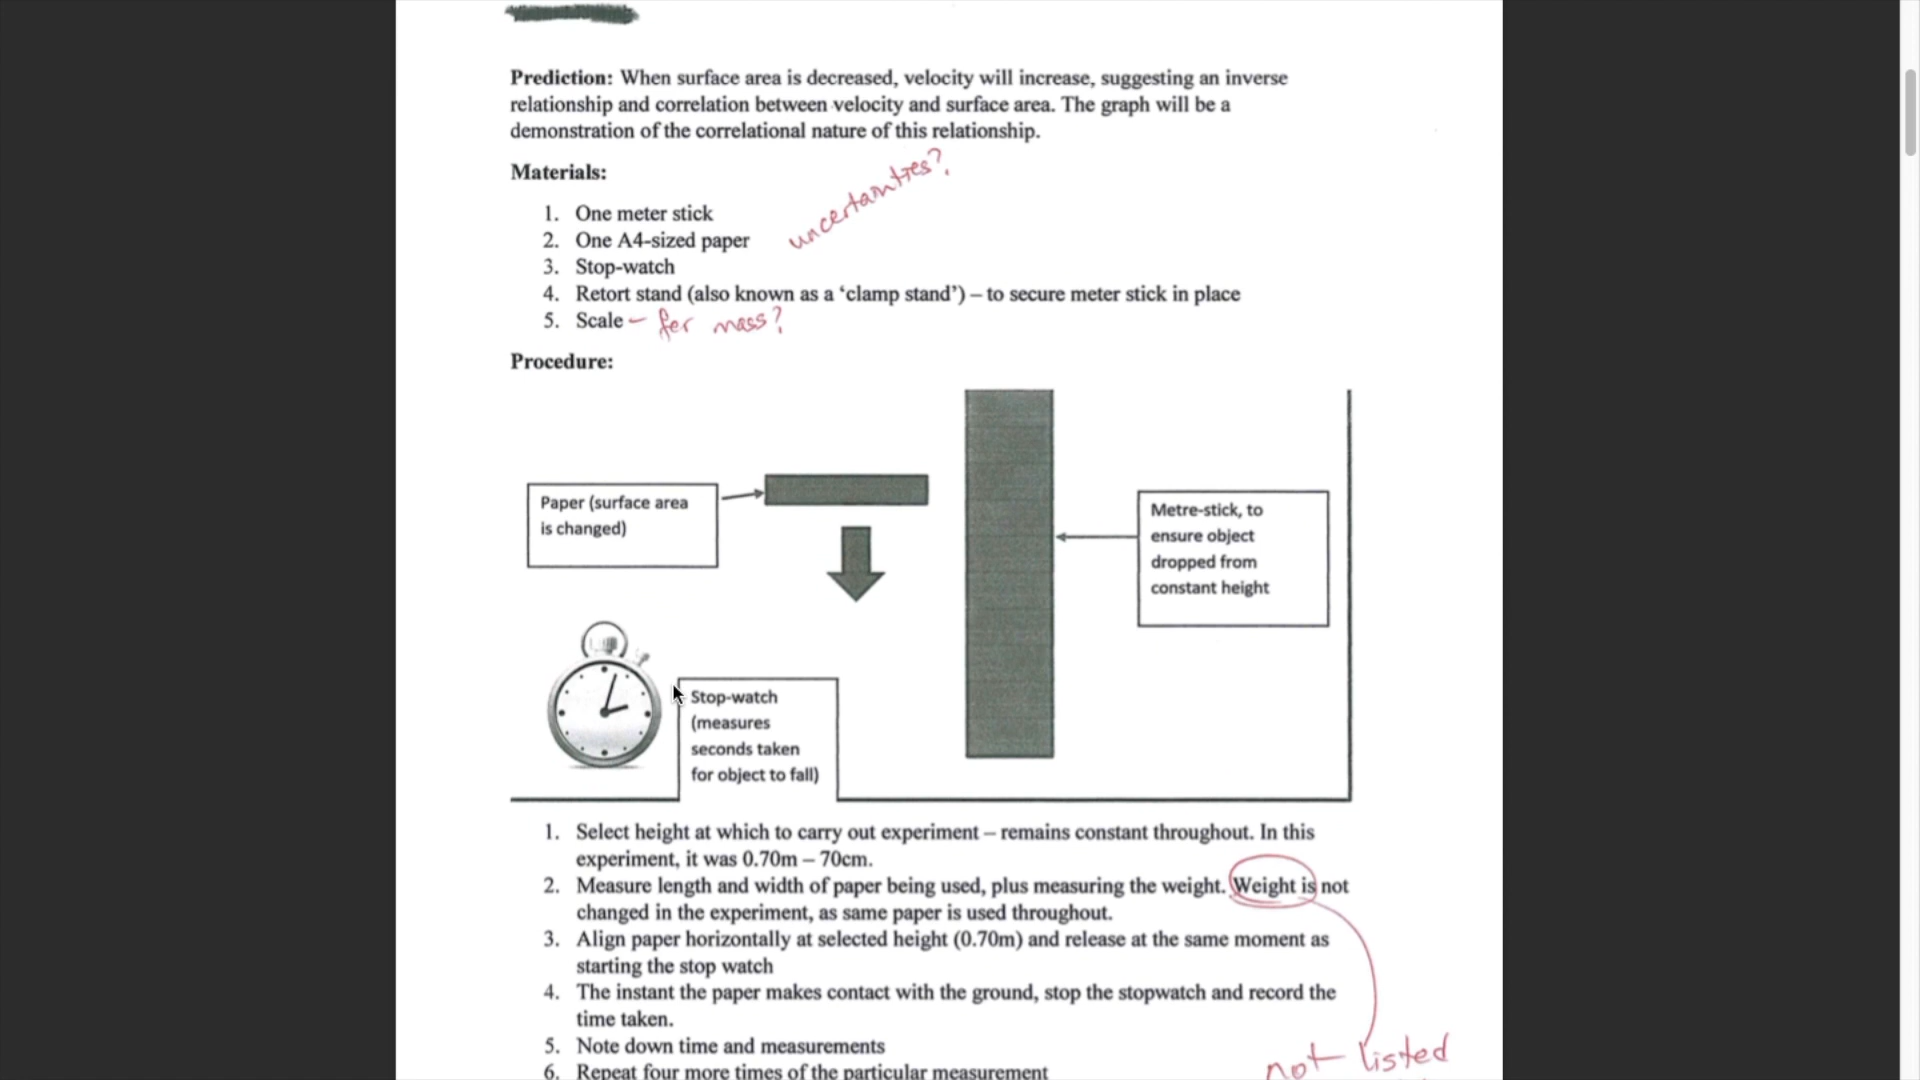 Prediction: When surface area is decreased, velocity will increase, suggesting an inverse
relationship and correlation between velocity and surface area. The graph will be a
demonstration of the correlational nature of this relationship.
Materials:
uncertainties?
1. One meter stick
2. One A4-sized paper
3. Stop-watch
4. Retort stand (also known as a ‘clamp stand’) – to secure meter stick in place
5. Scale – for mass?
Procedure:
Paper (surface area
is changed)
Metre-stick, to
ensure object
dropped from
constant height
Stop-watch
(measures
seconds taken
for object to fall)
1. Select height at which to carry out experiment – remains constant throughout. In this
experiment, it was 0.70m – 70cm.
2. Measure length and width of paper being used, plus measuring the weight. Weight is not
changed in the experiment, as same paper is used throughout.
3. Align paper horizontally at selected height (0.70m) and release at the same moment as
starting the stop watch
4. The instant the paper makes contact with the ground, stop the stopwatch and record the
time taken.
5. Note down time and measurements
not listed
6. Repeat four more times of the particular measurement